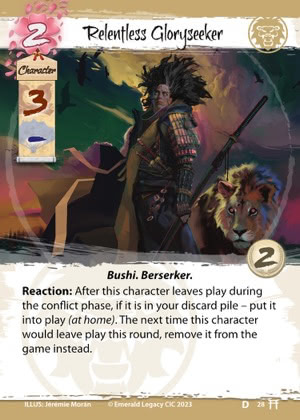 2
Relentless Gloryseeker
Character
3
-
2
Bushi. Berserker.
Reaction: After this character leaves play during
the conflict phase, if it is in your discard pile – put it
into play (at home). The next time this character
would leave play this round, remove it from the
game instead.
ILLUS: Jérémie Morán © Emerald Legacy CIC 2023 D 28